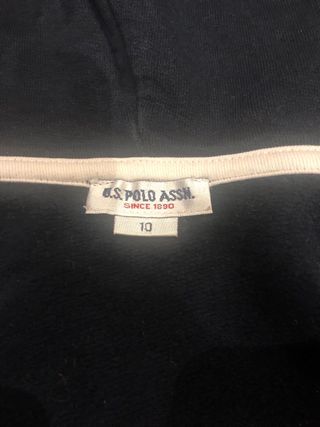 U.S. POLO ASSN.
SINCE 1890
10